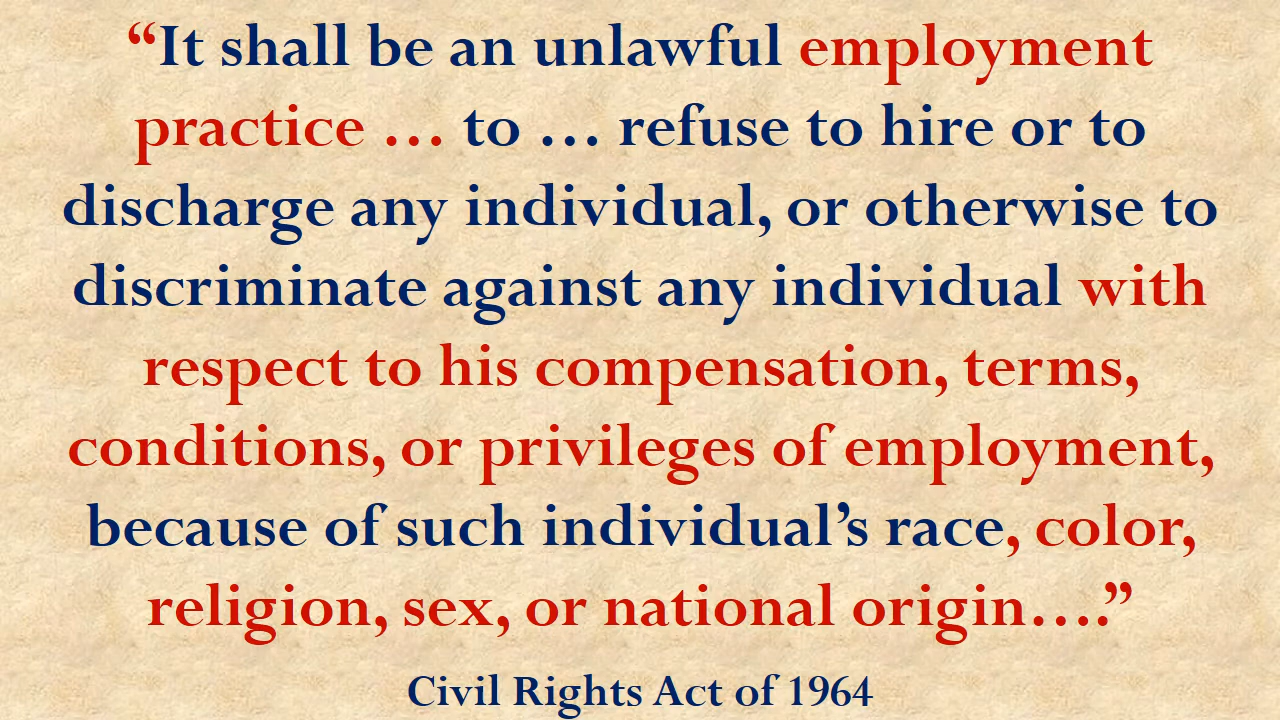 “It shall be an unlawful employment
practice … to … refuse to hire or to
discharge any individual, or otherwise to
discriminate against any individual with
respect to his compensation, terms,
conditions, or privileges of employment,
because of such individual’s race, color,
religion, sex, or national origin….”
Civil Rights Act of 1964